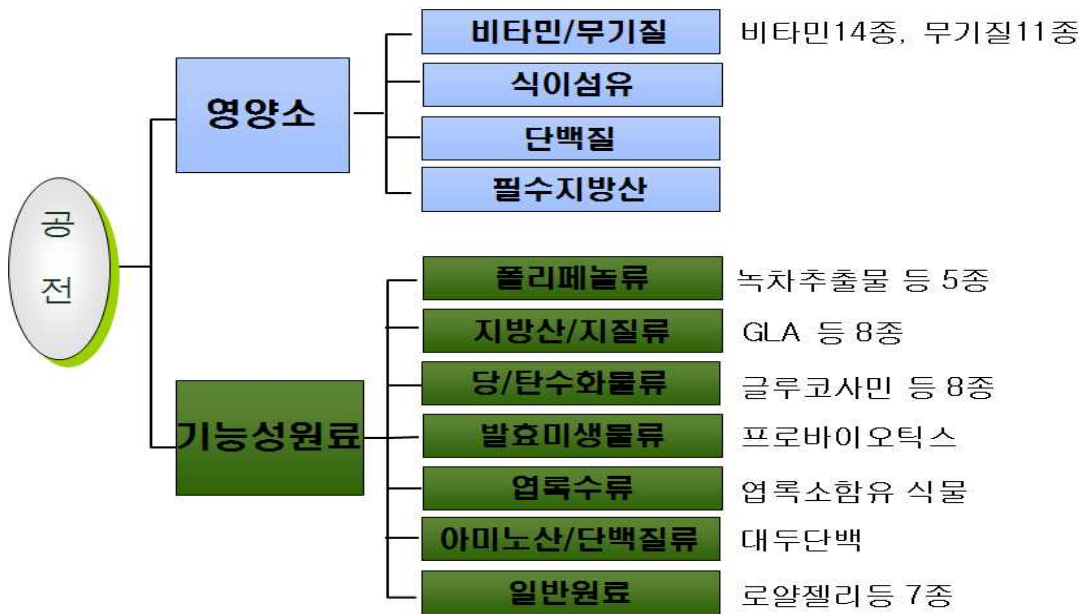 공
전
영양소
비타민/무기질 비타민14종, 무기질11종
식이섬유
단백질
필수지방산
기능성원료
폴리페놀류 녹차추출물 등 5종
지방산/지질류 GLA 등 8종
당/탄수화물류 글루코사민 등 8종
발효미생물류 프로바이오틱스
엽록수류 엽록소함유 식물
아미노산/단백질류 대두단백
일반원료 로얄젤리등 7종